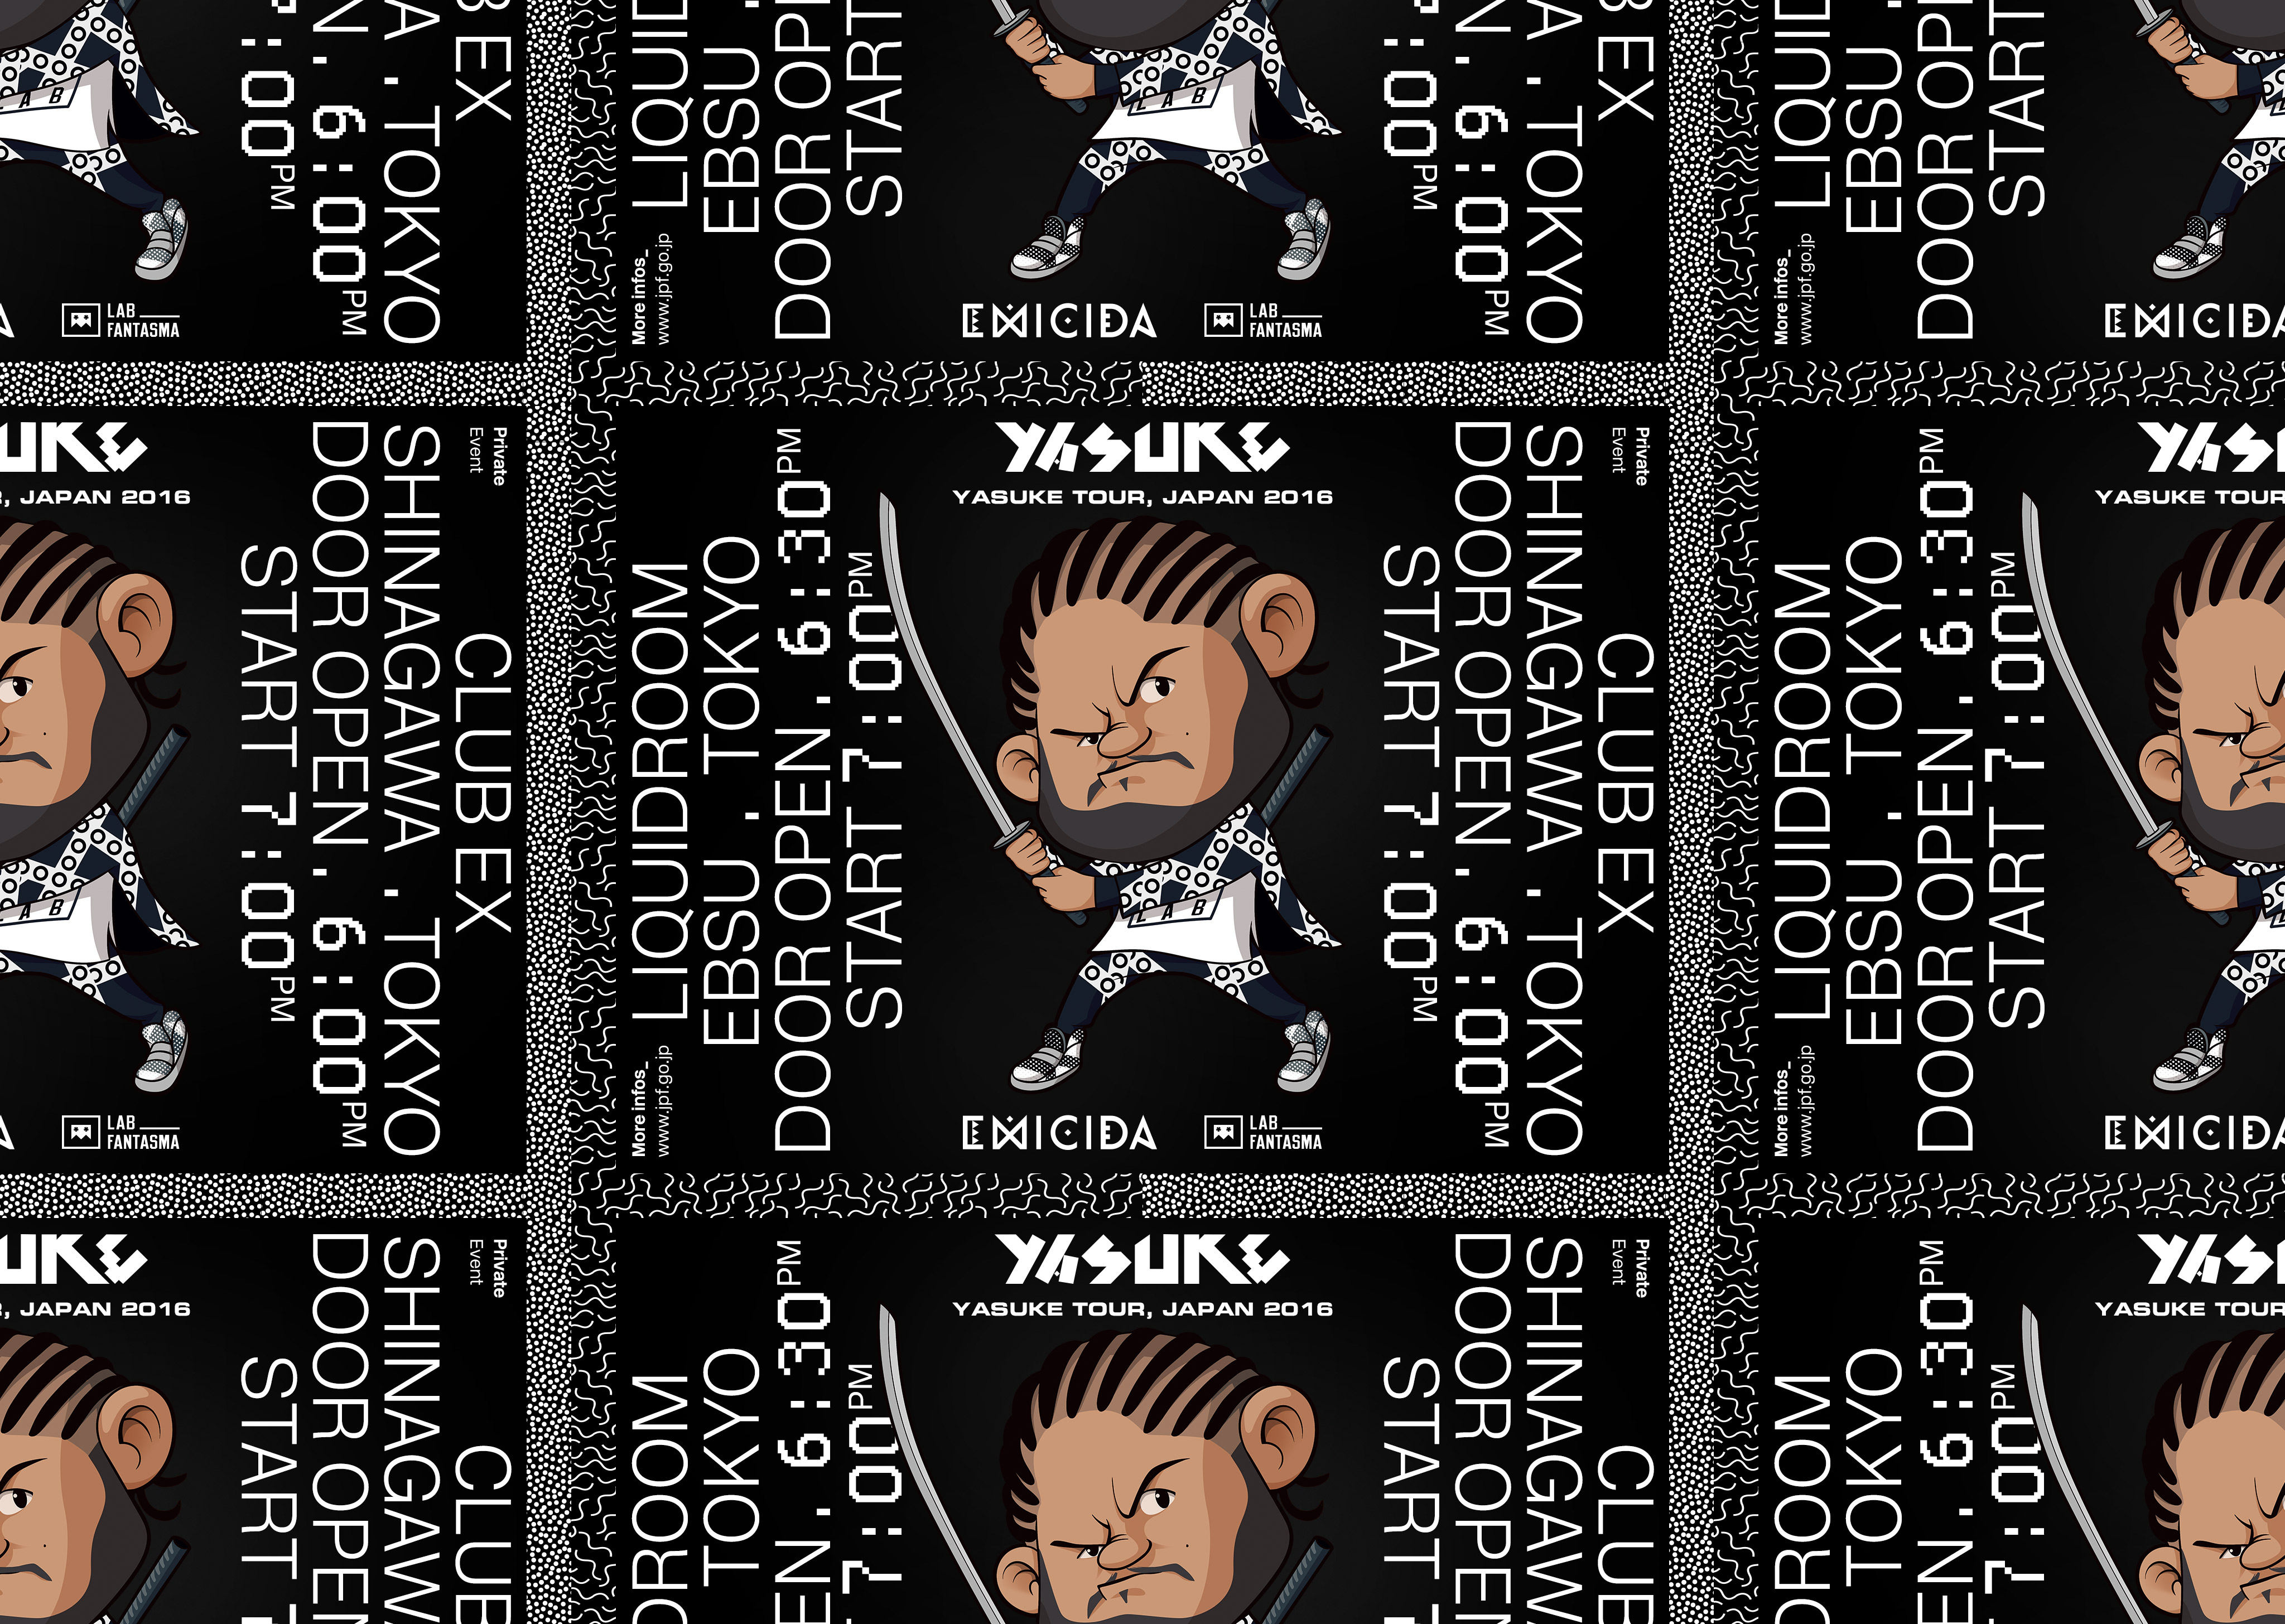 YASUKE
YASUKE TOUR, JAPAN 2016
LIQUIDROOM
EBSU . TOKYO
DOOR OPEN. 6:30PM
START 7:00PM
More infos_
www.jpf.go.jp
LAB
EMICIDA
LAB
FANTASMA
Private
Event
CLUB EX
SHINAGAWA . TOKYO
DOOR OPEN. 6:00PM
START 7:00PM